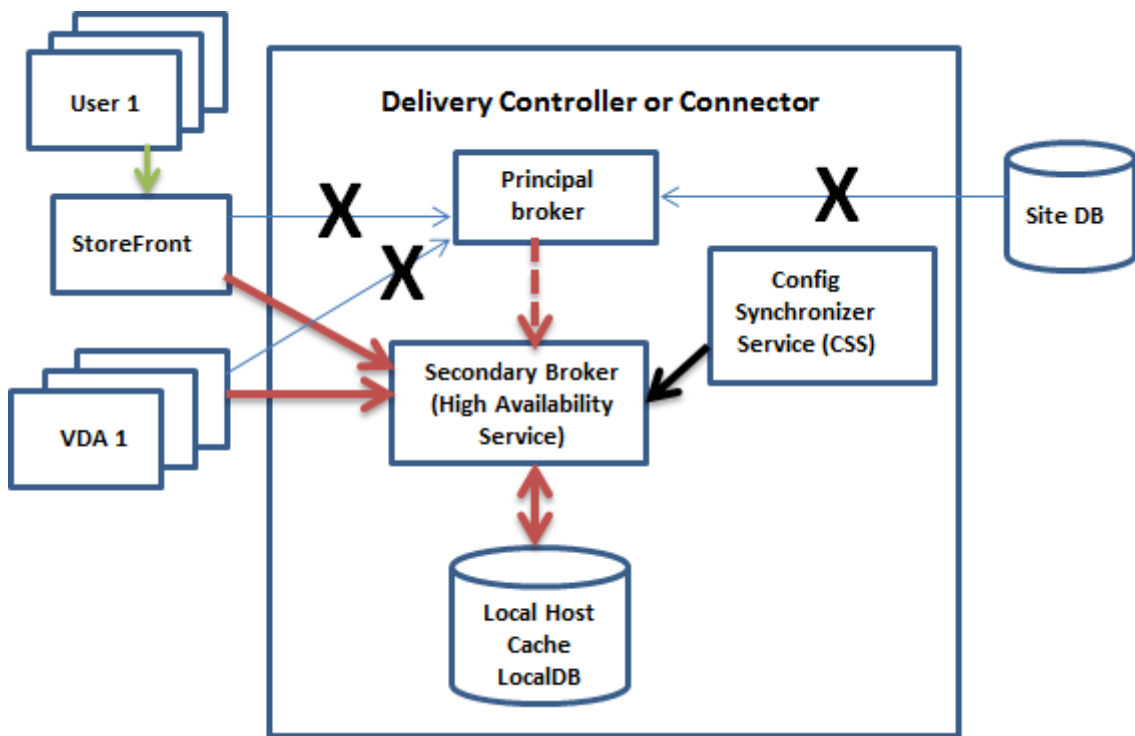 User 1
Delivery Controller or Connector
Principal
broker
X
X
X
StoreFront
Site DB
Config
Synchronizer
Service (CSS)
Secondary Broker
(High Availability
Service)
VDA 1
Local Host
Cache
LocalDB